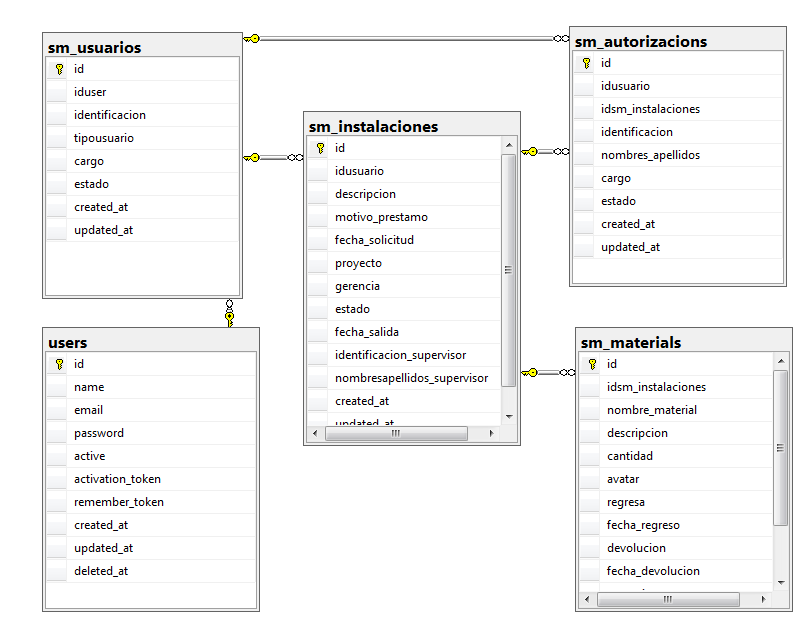 sm_usuarios
id
iduser
identificacion
tipousuario
cargo
estado
created_at
updated_at
sm_autorizacions
id
idusuario
idsm_instalaciones
identificacion
nombres_apellidos
cargo
estado
created_at
updated_at
sm_instalaciones
id
idusuario
descripcion
motivo_prestamo
fecha_solicitud
proyecto
gerencia
estado
fecha_salida
identificacion_supervisor
nombresapellidos_supervisor
created_at
updated_at
users
id
name
email
password
active
activation_token
remember_token
created_at
updated_at
deleted_at
sm_materials
id
idsm_instalaciones
nombre_material
descripcion
cantidad
avatar
regresa
fecha_regreso
devolucion
fecha_devolucion